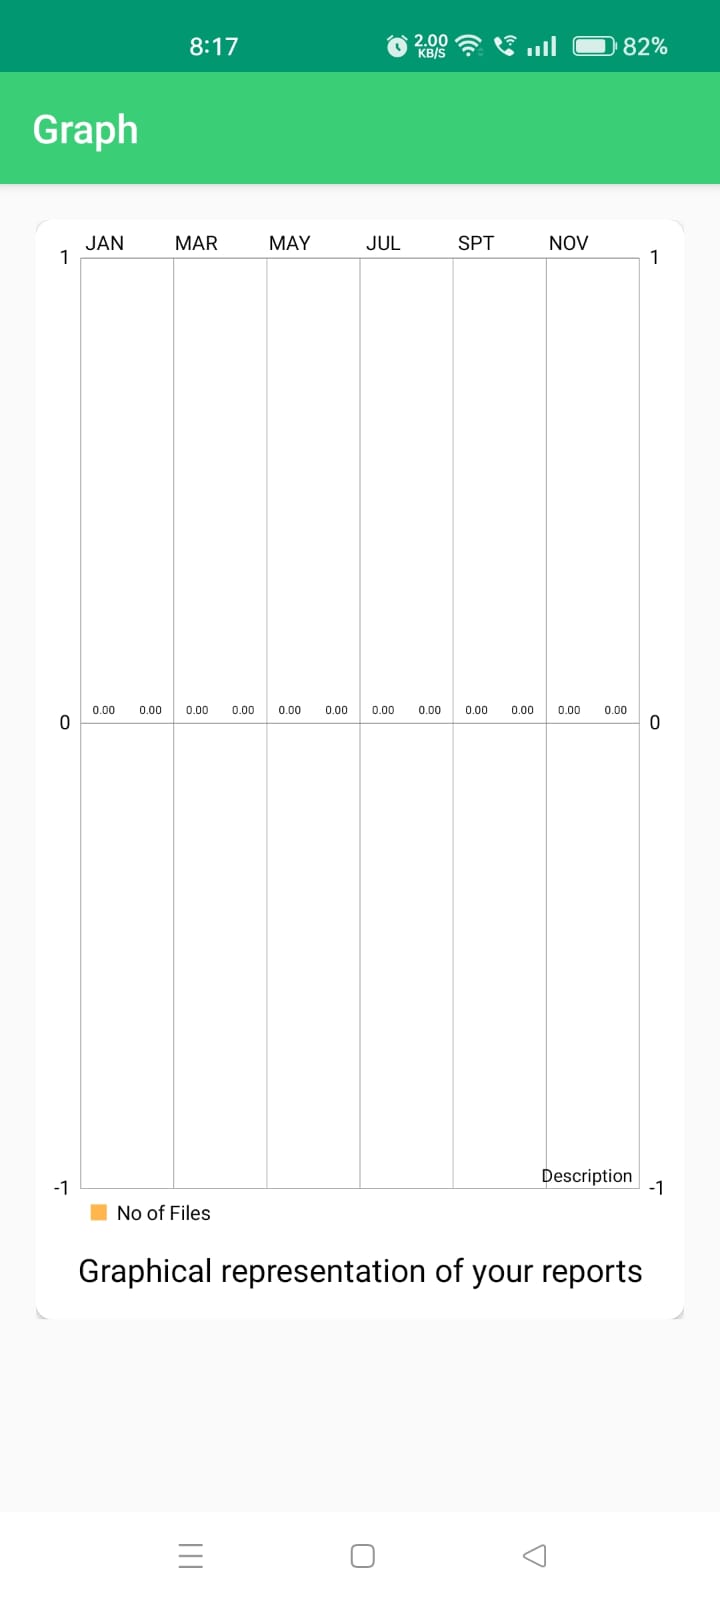 8:17 2.00 KB/S 82%
Graph
JAN MAR MAY JUL SPT NOV
1 1
0.00 0.00 0.00 0.00 0.00 0.00 0.00 0.00 0.00 0.00 0.00 0.00
0 0
Description
-1 -1
No of Files
Graphical representation of your reports